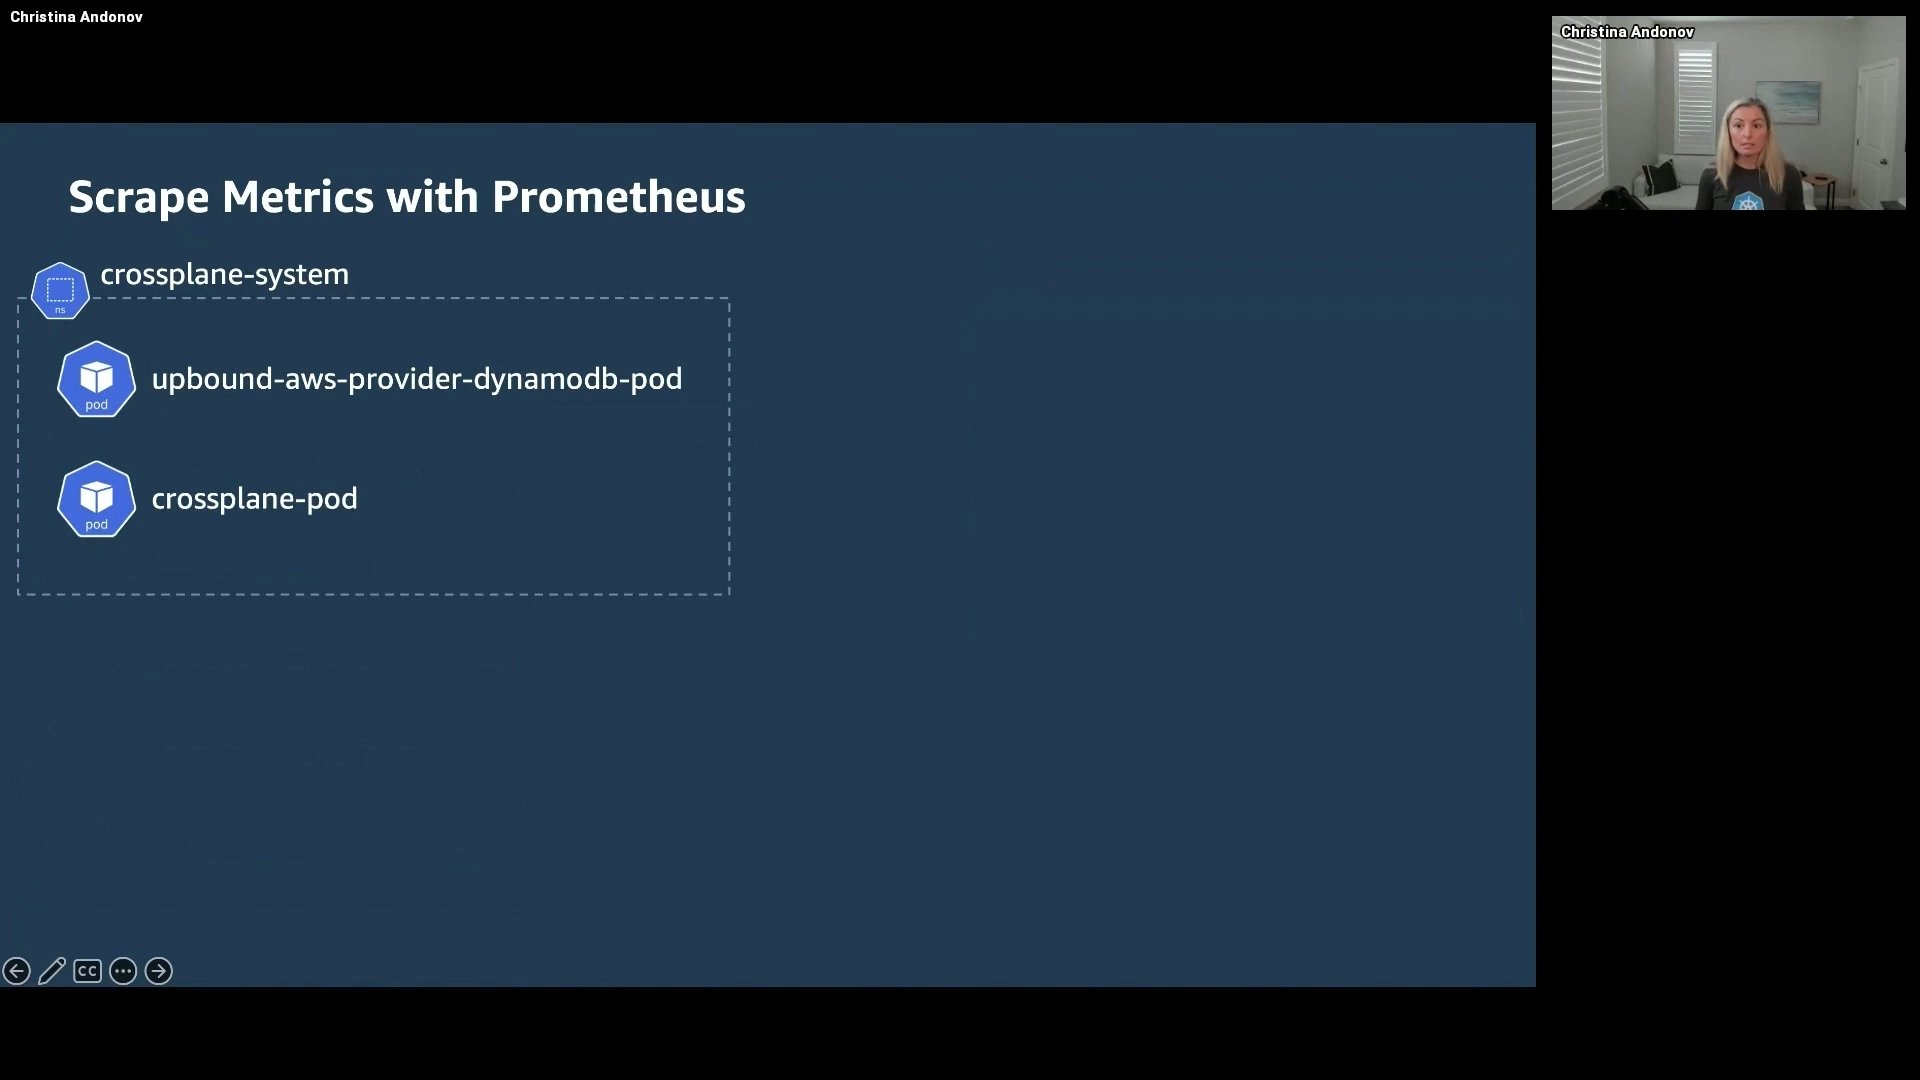 Christina Andonov
Christina Andonov
Scrape Metrics with Prometheus
crossplane-system
ns
upbound-aws-provider-dynamodb-pod
pod
crossplane-pod
pod
CC